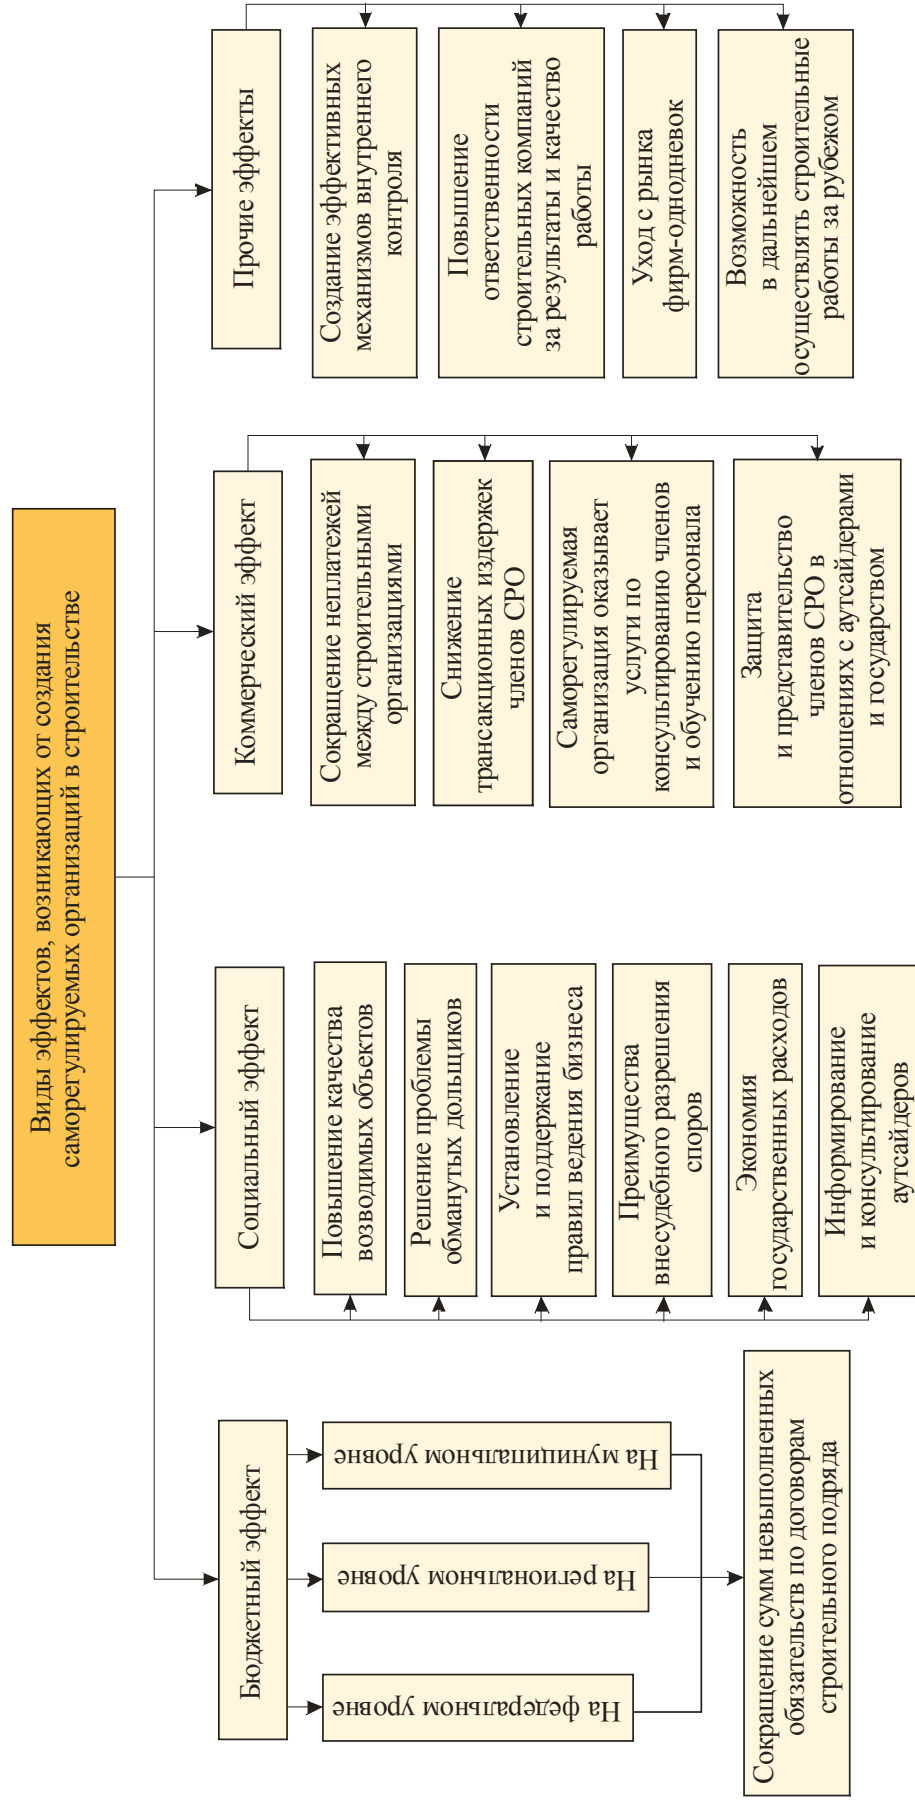 Виды эффектов, возникающих от создания
саморегулируемых организаций в строительстве
Бюджетный эффект
На федеральном уровне
На региональном уровне
На муниципальном уровне
Сокращение сумм невыполненных
обязательств по договорам
строительного подряда
Социальный эффект
Повышение качества
возводимых объектов
Решение проблемы
обманутых дольщиков
Установление
и поддержание
правил ведения бизнеса
Преимущества
внесудебного разрешения
споров
Экономия
государственных расходов
Информирование
и консультирование
аутсайдеров
Коммерческий эффект
Сокращение неплатежей
между строительными
организациями
Снижение
трансакционных издержек
членов СРО
Саморегулируемая
организация оказывает
услуги по
консультированию членов
и обучению персонала
Защита
и представительство
членов СРО в
отношениях с аутсайдерами
и государством
Прочие эффекты
Создание эффективных
механизмов внутреннего
контроля
Повышение
ответственности
строительных компаний
за результаты и качество
работы
Уход с рынка
фирм-однодневок
Возможность
в дальнейшем
осуществлять строительные
работы за рубежом